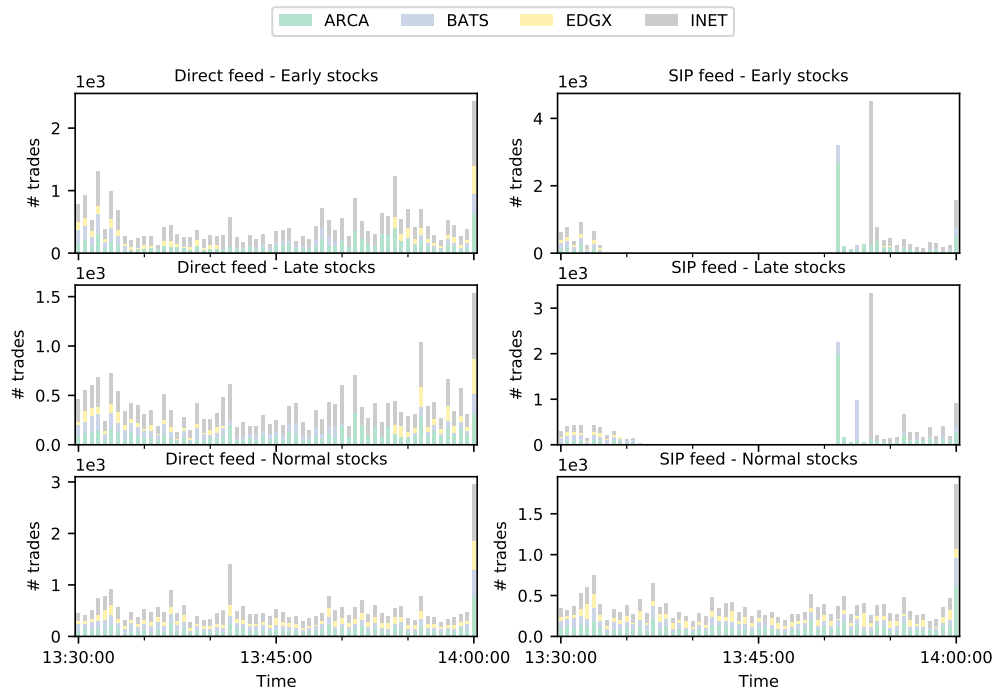 ARCA BATS EDGX INET
Direct feed - Early stocks
1e3
# trades
2
1
0
SIP feed - Early stocks
1e3
# trades
4
2
0
Direct feed - Late stocks
1e3
# trades
1.5
1.0
0.5
0.0
SIP feed - Late stocks
1e3
# trades
3
2
1
0
Direct feed - Normal stocks
1e3
# trades
3
2
1
0
13:30:00 13:45:00 14:00:00
Time
SIP feed - Normal stocks
1e3
# trades
1.5
1.0
0.5
0.0
13:30:00 13:45:00 14:00:00
Time